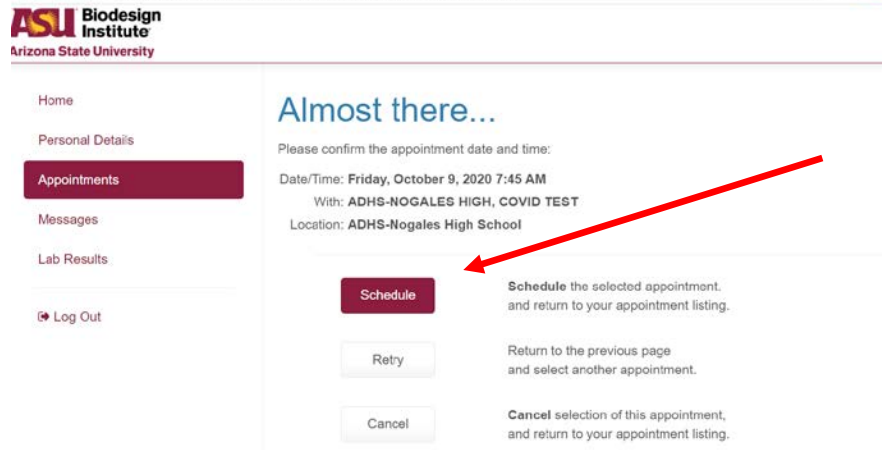 ASU Biodesign
Institute
Arizona State University
Home
Personal Details
Appointments
Messages
Lab Results
Log Out
Almost there...
Please confirm the appointment date and time:
Date/Time: Friday, October 9, 2020 7:45 AM
With: ADHS-NOGALES HIGH, COVID TEST
Location: ADHS-Nogales High School
Schedule
Schedule the selected appointment.
and return to your appointment listing.
Retry
Return to the previous page
and select another appointment.
Cancel
Cancel selection of this appointment,
and return to your appointment listing.